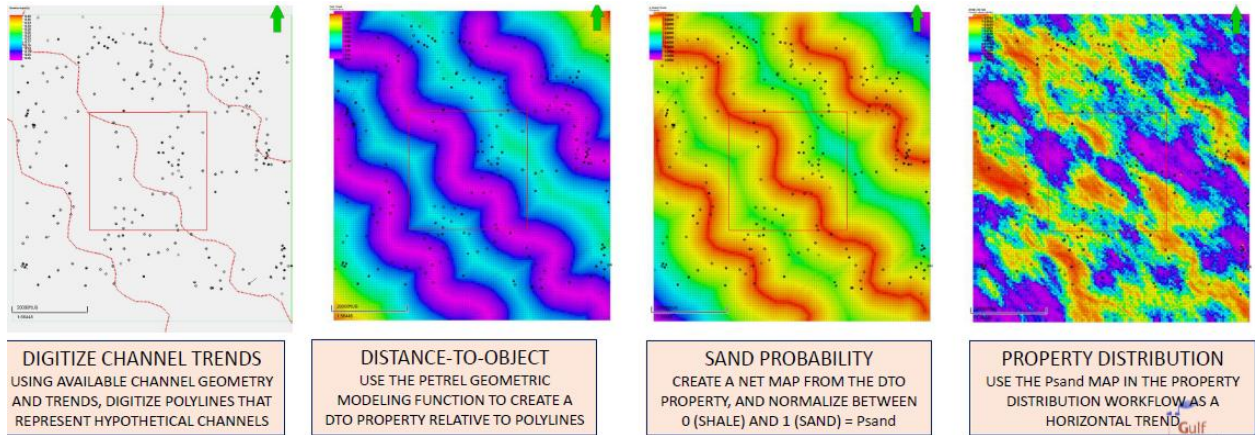 DIGITIZE CHANNEL TRENDS
USING AVAILABLE CHANNEL GEOMETRY
AND TRENDS, DIGITIZE POLYLINES THAT
REPRESENT HYPOTHETICAL CHANNELS
DISTANCE-TO-OBJECT
USE THE PETREL GEOMETRIC
MODELING FUNCTION TO CREATE A
DTO PROPERTY RELATIVE TO POLYLINES
SAND PROBABILITY
CREATE A NET MAP FROM THE DTO
PROPERTY, AND NORMALIZE BETWEEN
0 (SHALE) AND 1 (SAND) = Psand
PROPERTY DISTRIBUTION
USE THE Psand MAP IN THE PROPERTY
DISTRIBUTION WORKFLOW AS A
HORIZONTAL TREND
Gulf